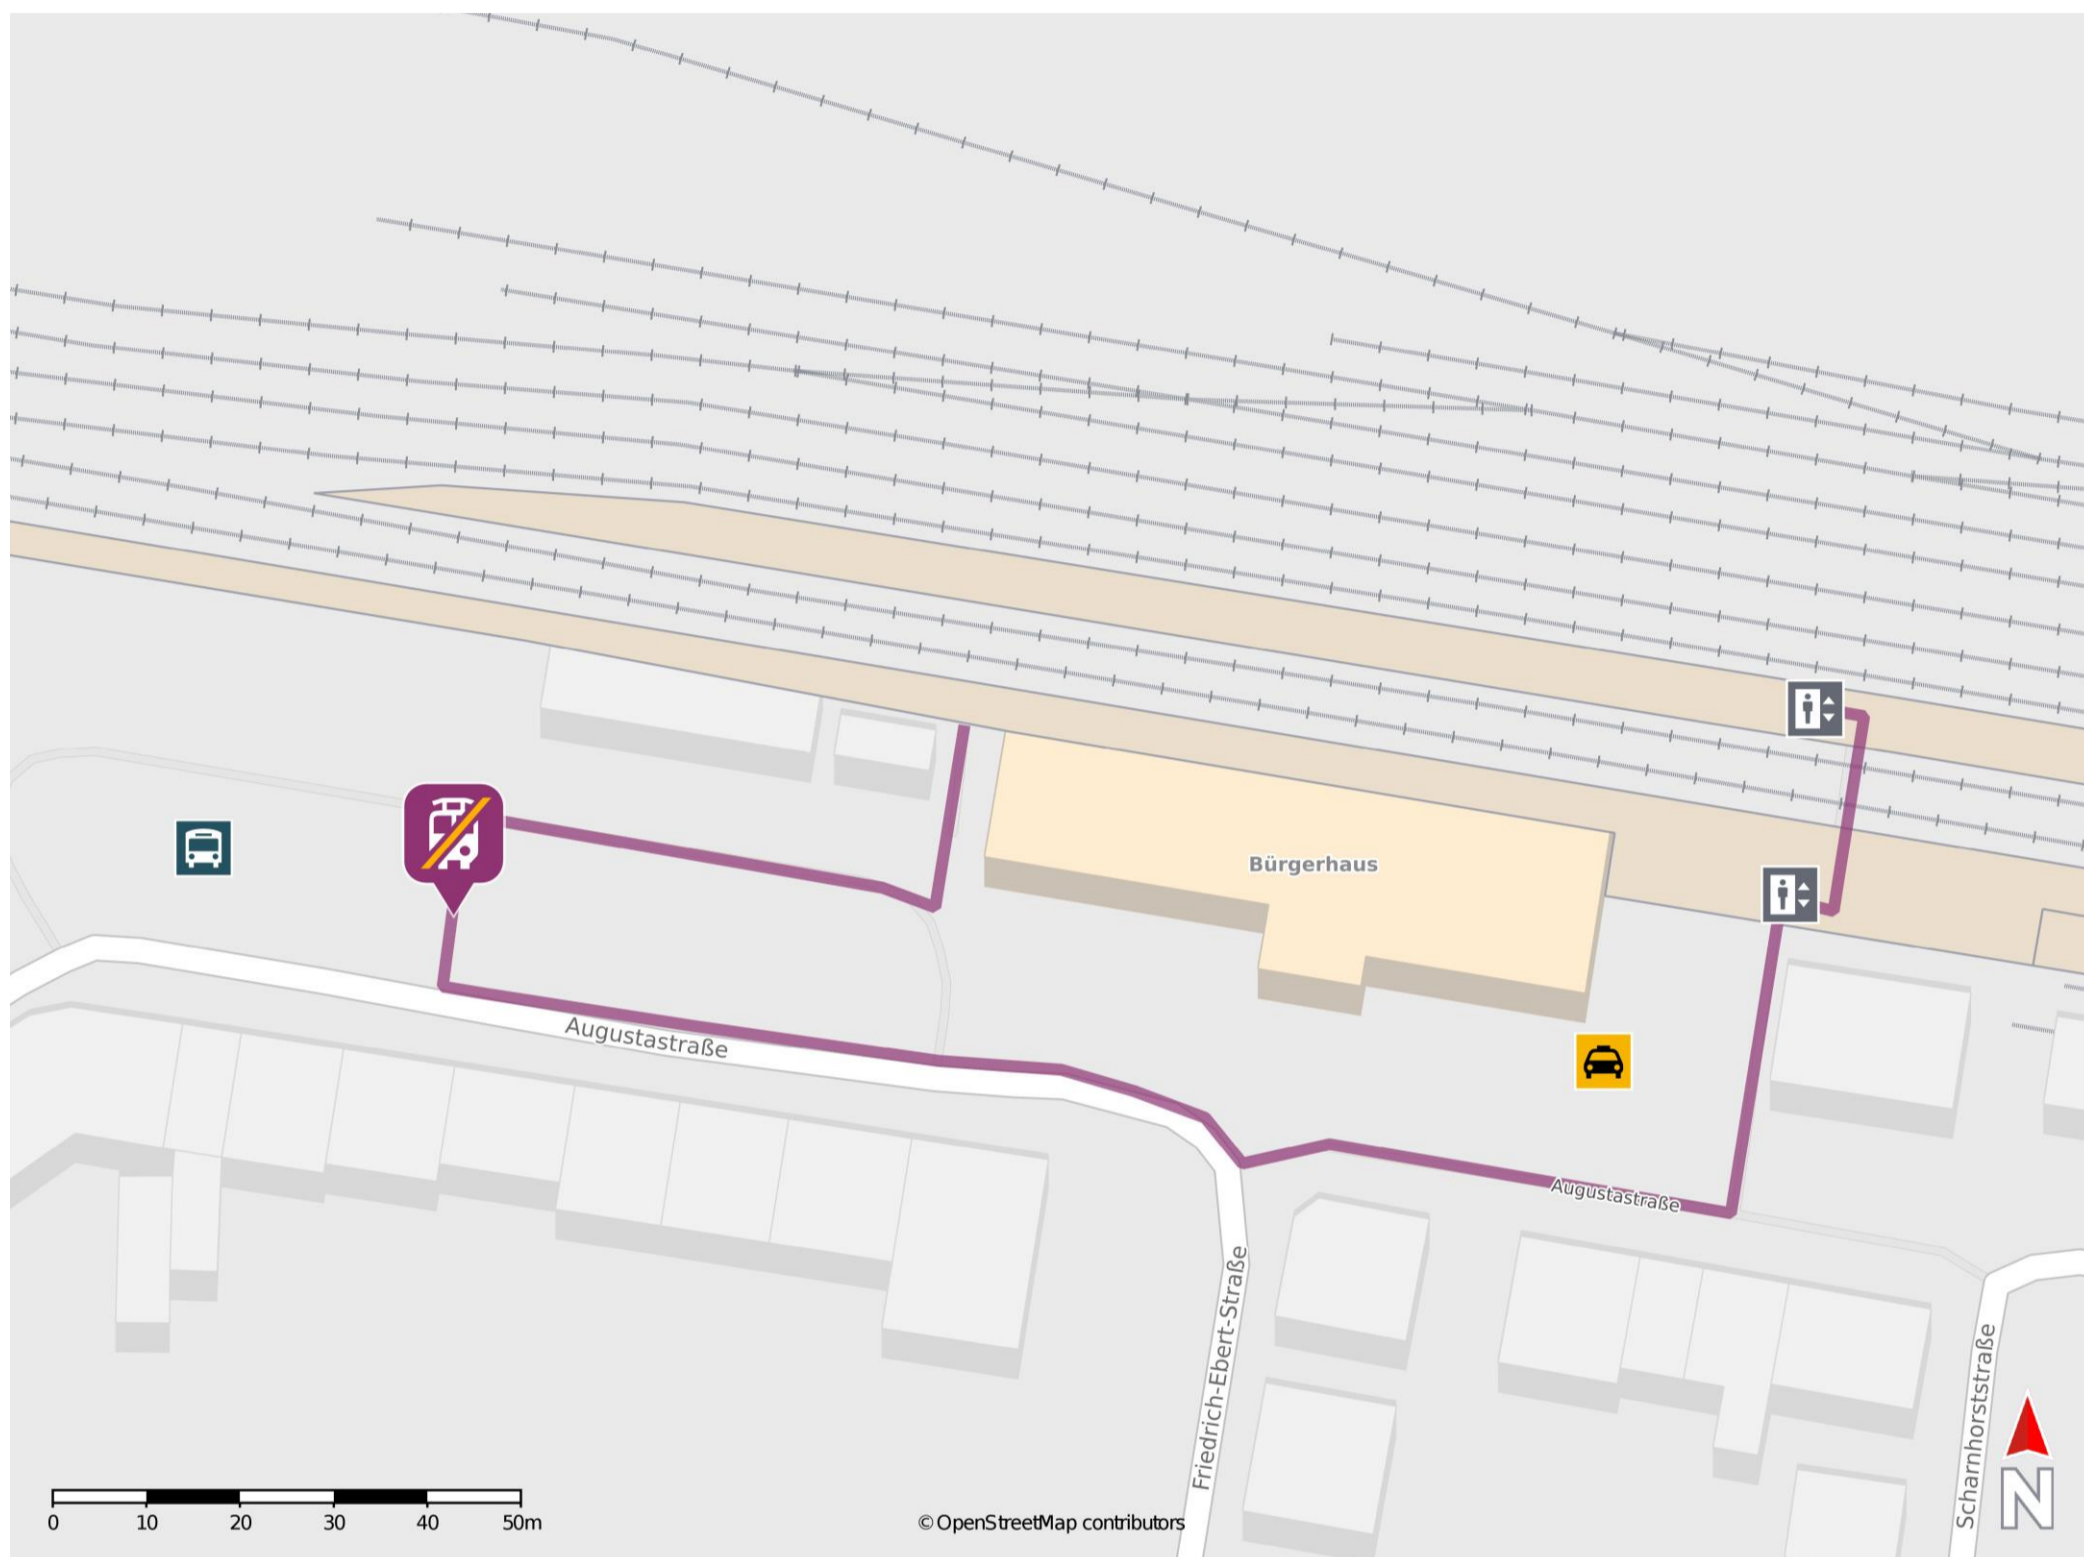 Bürgerhaus
Augustastraße
Augustastraße
Friedrich-Ebert-Straße
Scharnhorststraße
N
0 10 20 30 40 50m
© OpenStreetMap contributors